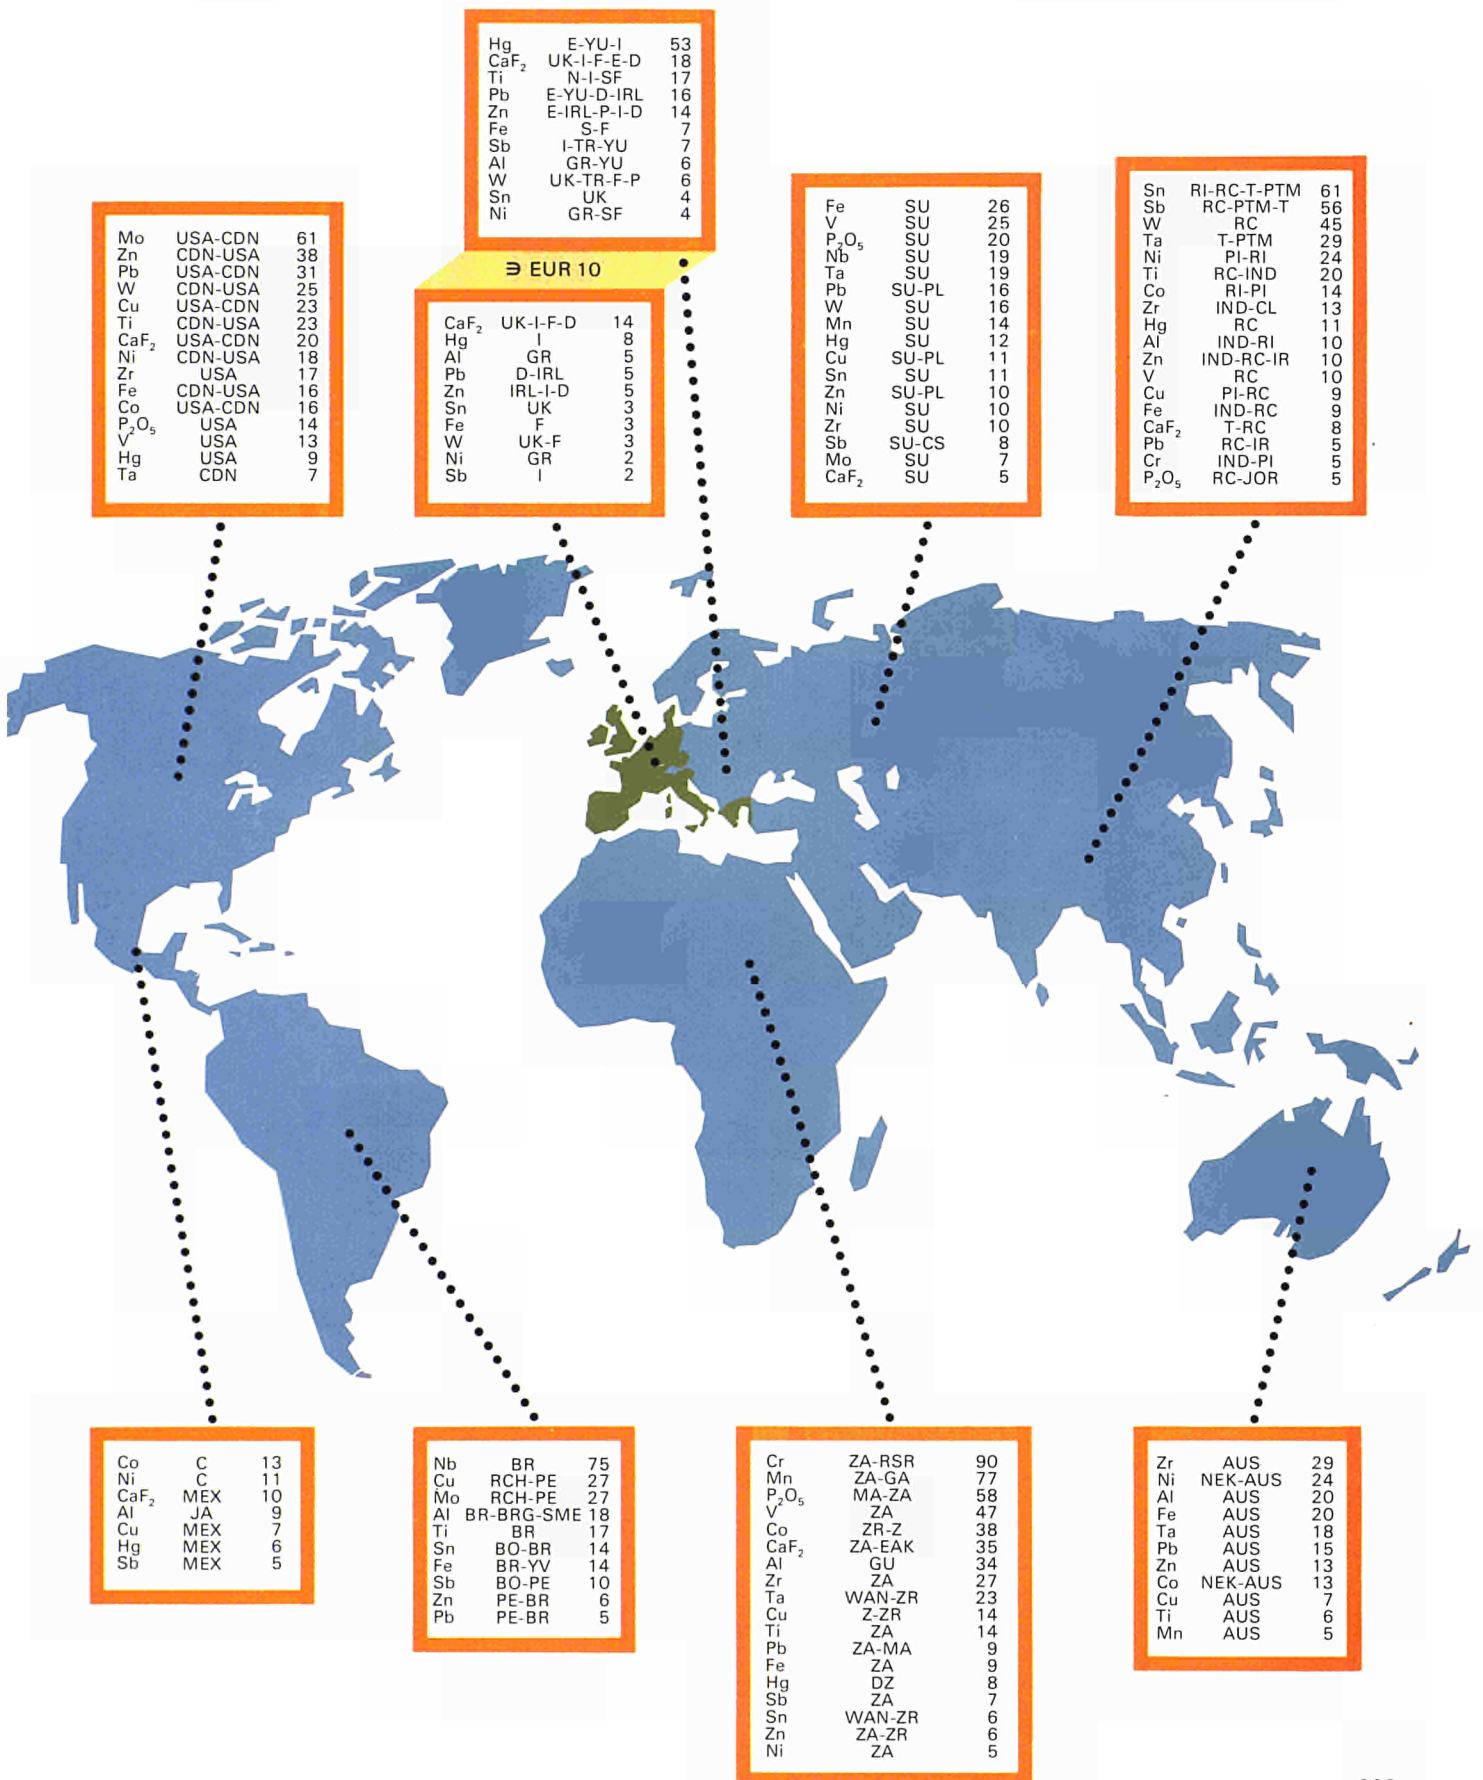 Hg E-YU-I 53
CaF₂ UK-I-F-E-D 18
Ti N-I-SF 17
Pb E-YU-D-IRL 16
Zn E-IRL-P-I-D 14
Fe S-F 7
Sb I-TR-YU 7
Al GR-YU 6
W UK-TR-F-P 6
Sn UK 4
Ni GR-SF 4
∋ EUR 10
CaF₂ UK-I-F-D 14
Hg I 8
Al GR 5
Pb D-IRL 5
Zn IRL-I-D 5
Sn UK 3
Fe F 3
W UK-F 3
Ni GR 2
Sb I 2
Mo USA-CDN 61
Zn CDN-USA 38
Pb USA-CDN 31
W CDN-USA 25
Cu USA-CDN 23
Ti CDN-USA 23
CaF₂ USA-CDN 20
Ni CDN-USA 18
Zr USA 17
Fe CDN-USA 16
Co USA-CDN 16
P₂O₅ USA 14
V USA 13
Hg USA 9
Ta CDN 7
Fe SU 26
V SU 25
P₂O₅ SU 20
Nb SU 19
Ta SU 19
Pb SU-PL 16
W SU 16
Mn SU 14
Hg SU 12
Cu SU-PL 11
Sn SU 11
Zn SU-PL 10
Ni SU 10
Zr SU 10
Sb SU-CS 8
Mo SU 7
CaF₂ SU 5
Sn RI-RC-T-PTM 61
Sb RC-PTM-T 56
W RC 45
Ta T-PTM 29
Ni PI-RI 24
Ti RC-IND 20
Co RI-PI 14
Zr IND-CL 13
Hg RC 11
Al IND-RI 10
Zn IND-RC-IR 10
V RC 10
Cu PI-RC 9
Fe IND-RC 9
CaF₂ T-RC 8
Pb RC-IR 5
Cr IND-PI 5
P₂O₅ RC-JOR 5
Co C 13
Ni C 11
CaF₂ MEX 10
Al JA 9
Cu MEX 7
Hg MEX 6
Sb MEX 5
Nb BR 75
Cu RCH-PE 27
Mo RCH-PE 27
Al BR-BRG-SME 18
Ti BR 17
Sn BO-BR 14
Fe BR-YV 14
Sb BO-PE 10
Zn PE-BR 6
Pb PE-BR 5
Cr ZA-RSR 90
Mn ZA-GA 77
P₂O₅ MA-ZA 58
V ZA 47
Co ZR-Z 38
CaF₂ ZA-EAK 35
Al GU 34
Zr ZA 27
Ta WAN-ZR 23
Cu Z-ZR 14
Ti ZA 14
Pb ZA-MA 9
Fe ZA 9
Hg DZ 8
Sb ZA 7
Sn WAN-ZR 6
Zn ZA-ZR 6
Ni ZA 5
Zr AUS 29
Ni NEK-AUS 24
Al AUS 20
Fe AUS 20
Ta AUS 18
Pb AUS 15
Zn AUS 13
Co NEK-AUS 13
Cu AUS 7
Ti AUS 6
Mn AUS 5